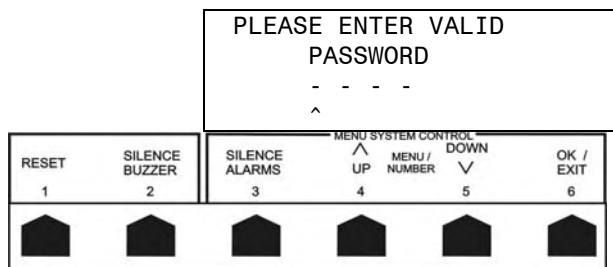 PLEASE ENTER VALID
PASSWORD
- - - -
^
MENU SYSTEM CONTROL
RESET
1
SILENCE
BUZZER
2
SILENCE
ALARMS
3
UP
4
MENU /
NUMBER
DOWN
5
OK /
EXIT
6